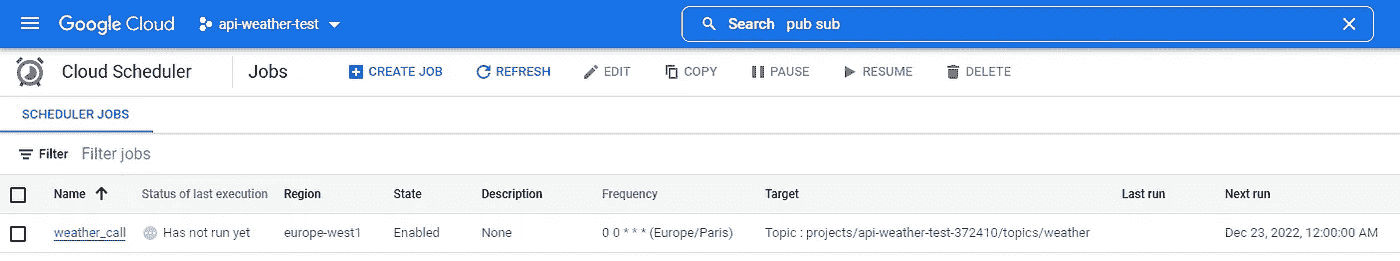 Google Cloud api-weather-test Search pub sub
Cloud Scheduler Jobs CREATE JOB REFRESH EDIT COPY PAUSE RESUME DELETE
SCHEDULER JOBS
Filter Filter jobs
Name Status of last execution Region State Description Frequency Target Last run Next run
weather_call Has not run yet europe-west1 Enabled None 0 0 * * * (Europe/Paris) Topic : projects/api-weather-test-372410/topics/weather Dec 23, 2022, 12:00:00 AM